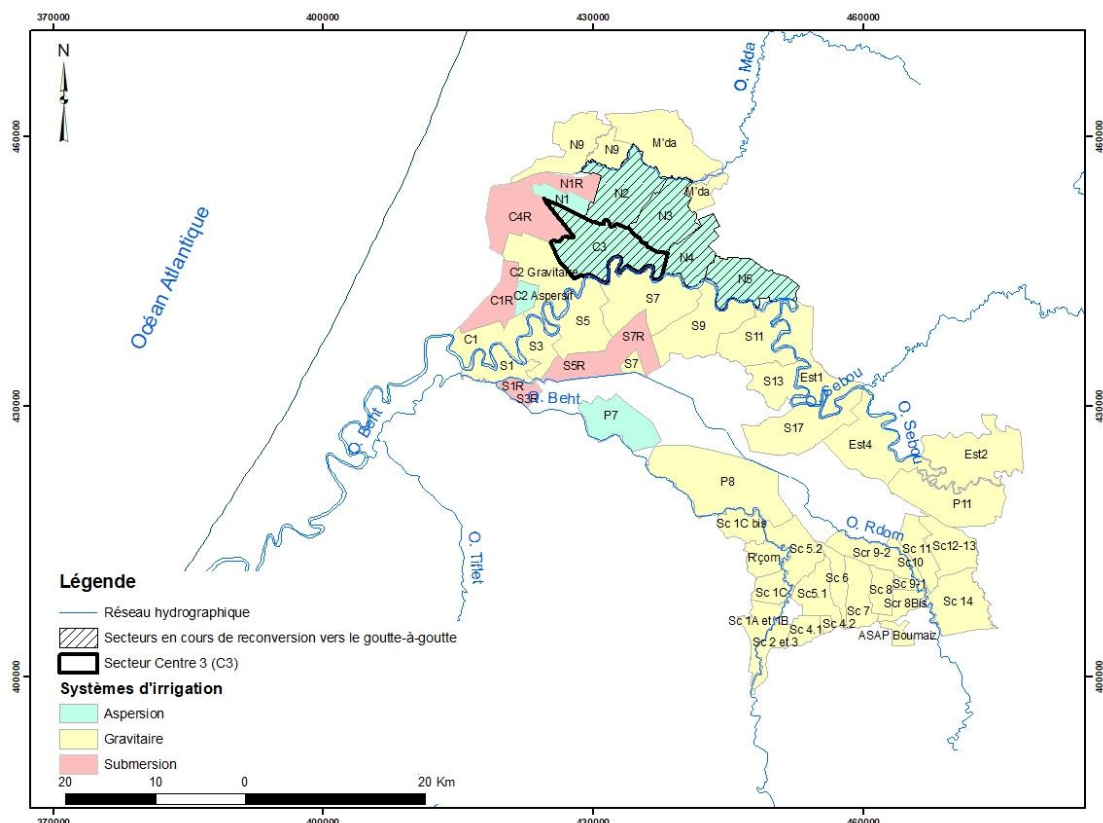 370000 400000 430000 460000
N
460000 460000
430000 430000
400000 400000
O. Mda
Océan Atlantique
N9
N9
M'da
M'da
N1R
N1
N2
N3
C4R
C3
N4
N5
C2 Gravitaire
C2 Aspersif
C1R
C1
S7
S5
S9
S11
S3
S7R
S7
S5R
S1
S1R
S3R
Beht
S13
Est1
O. Sebou
O. Sebou
P7
S17
Est4
Est2
O. Beht
P8
P11
O. Rdom
O. Tiflet
Sc 1C bis
Sc 5.2
Scr 9-2
Sc 11
Sc12-13
Sc10
R'çom
Sc 6
Sc 1C
Sc5.1
Sc 8
Sc 9-1
Scr 8Bis
Sc 14
Sc 7
Sc 1A et 1B
Sc 4.1
Sc 4.2
Sc 2 et 3
ASAP Boumaiz
Légende
Réseau hydrographique
Secteurs en cours de reconversion vers le goutte-à-goutte
Secteur Centre 3 (C3)
Systèmes d'irrigation
Aspersion
Gravitaire
Submersion
20 10 0 20 Km
370000 400000 430000 460000